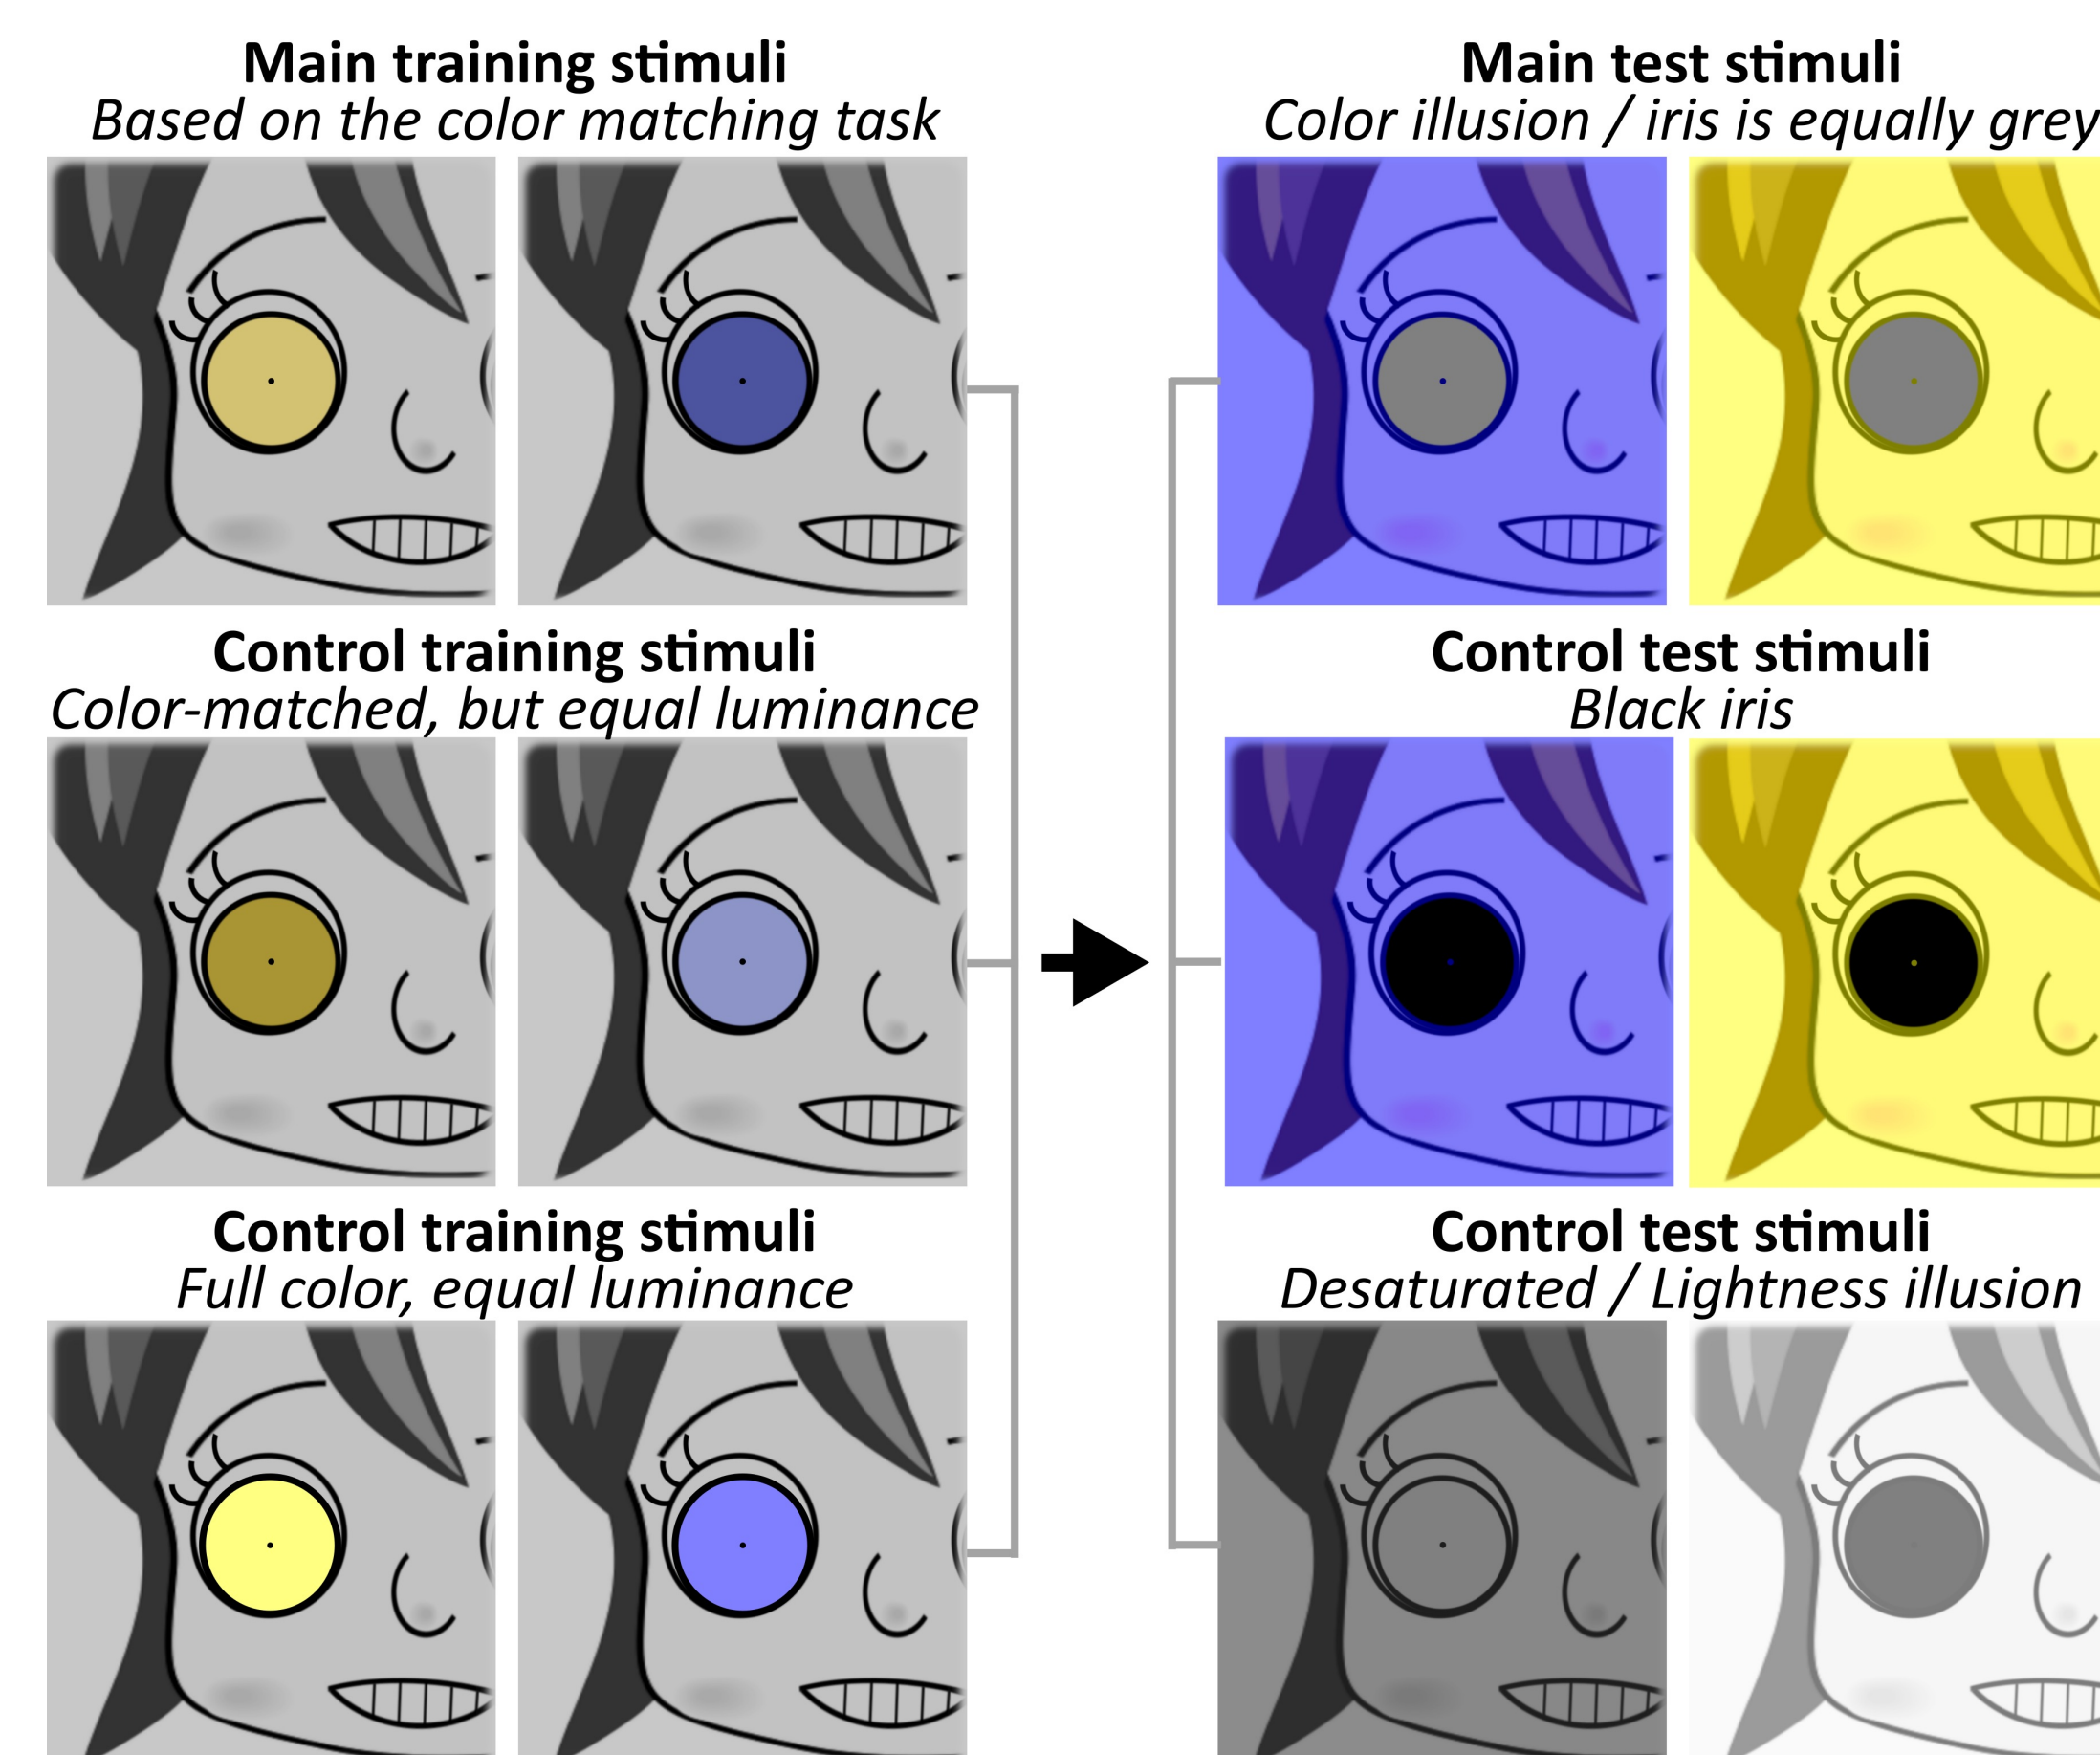 Main training stimuli
Based on the color matching task
Main test stimuli
Color illusion / iris is equally grey
Control training stimuli
Color-matched, but equal luminance
Control test stimuli
Black iris
Control training stimuli
Full color, equal luminance
Control test stimuli
Desaturated / Lightness illusion